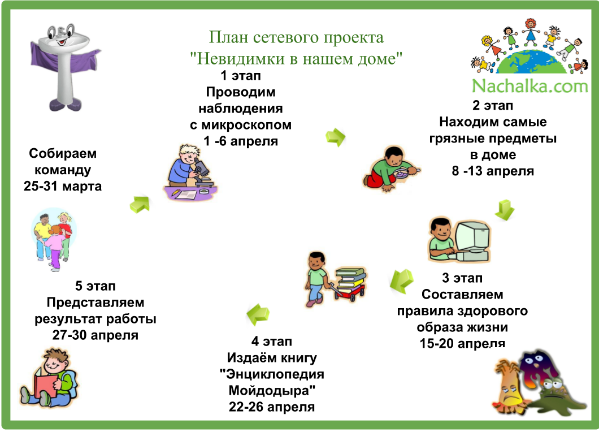 План сетевого проекта
"Невидимки в нашем доме"
Nachalka.com
Собираем
команду
25-31 марта
1 этап
Проводим
наблюдения
с микроскопом
1 -6 апреля
2 этап
Находим самые
грязные предметы
в доме
8 -13 апреля
3 этап
Составляем
правила здорового
образа жизни
15-20 апреля
4 этап
Издаём книгу
"Энциклопедия
Мойдодыра"
22-26 апреля
5 этап
Представляем
результат работы
27-30 апреля